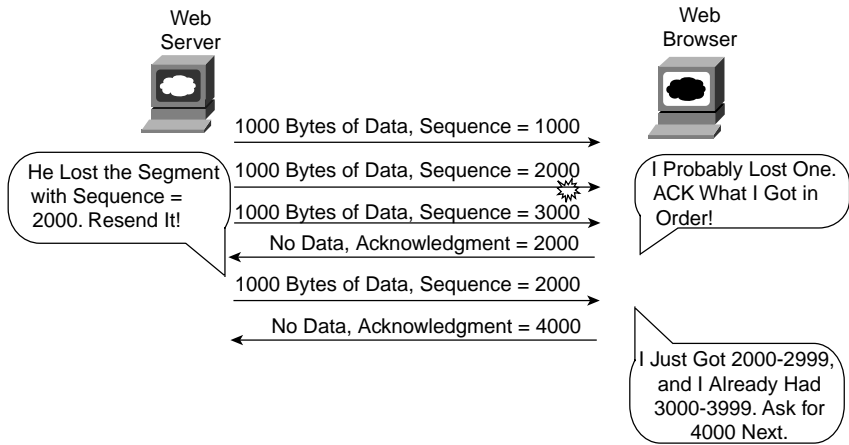 Web
Server
Web
Browser
1000 Bytes of Data, Sequence = 1000
He Lost the Segment
with Sequence =
2000. Resend It!
1000 Bytes of Data, Sequence = 2000
1000 Bytes of Data, Sequence = 3000
No Data, Acknowledgment = 2000
I Probably Lost One.
ACK What I Got in
Order!
1000 Bytes of Data, Sequence = 2000
No Data, Acknowledgment = 4000
I Just Got 2000-2999,
and I Already Had
3000-3999. Ask for
4000 Next.